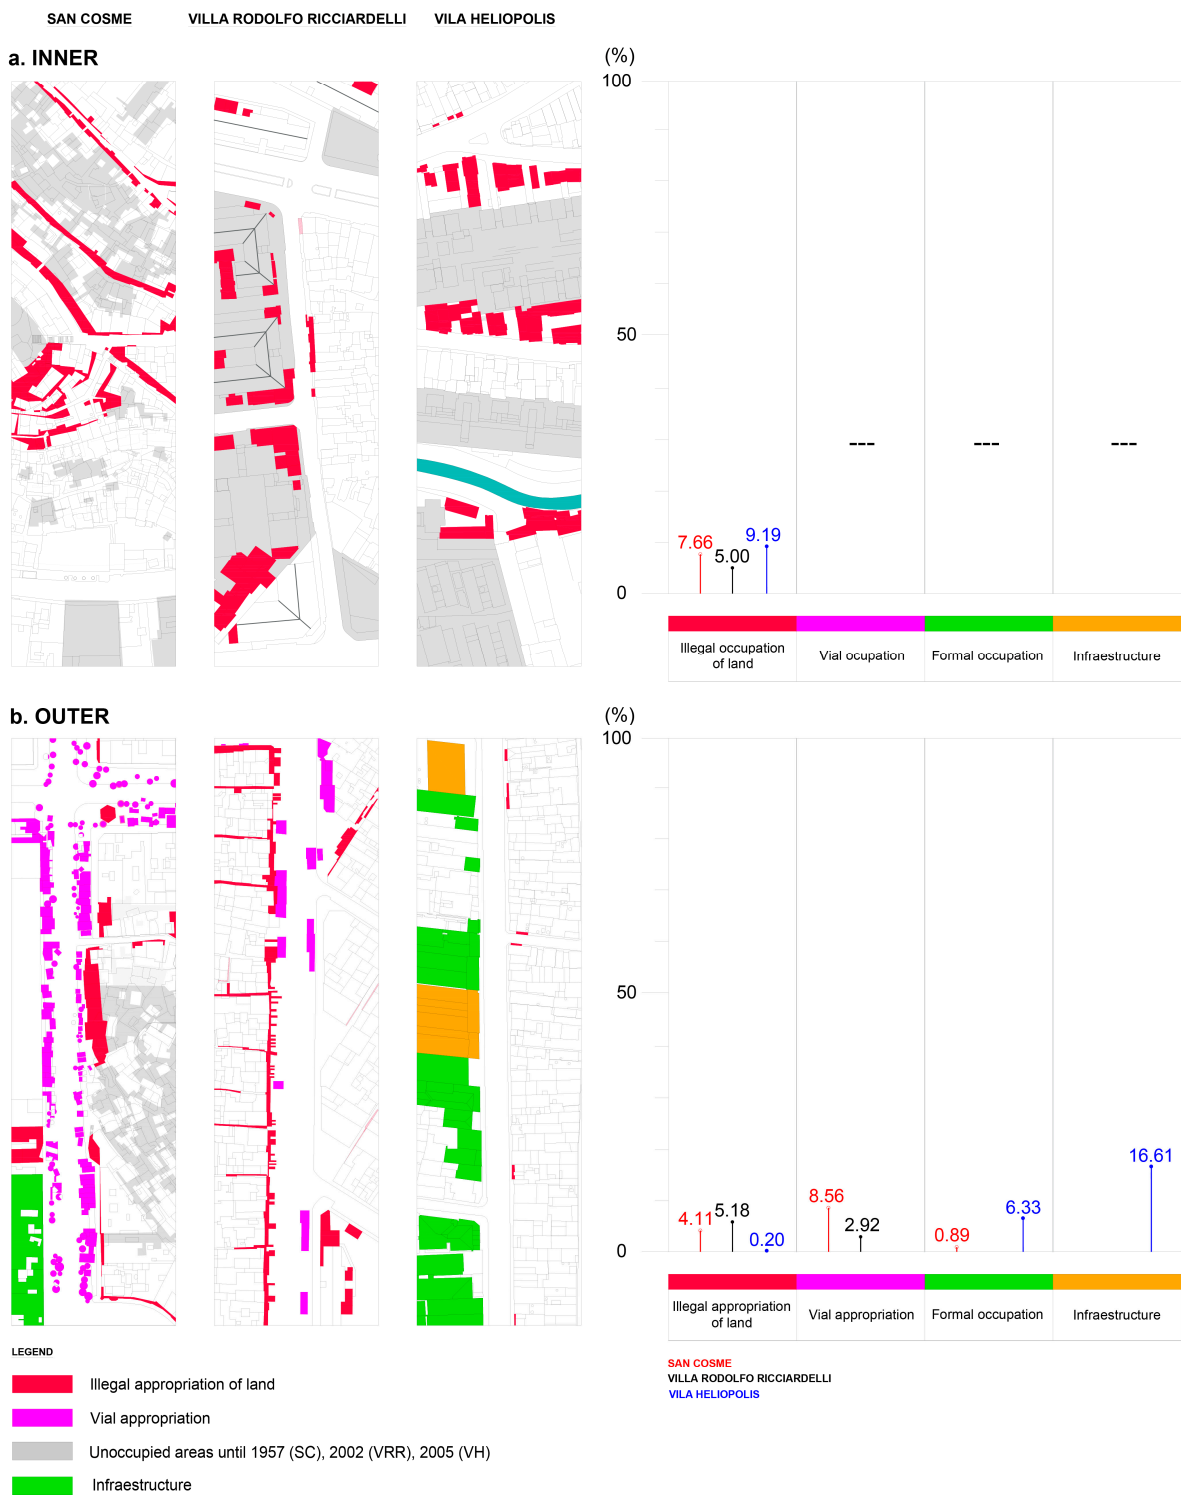 SAN COSME
VILLA RODOLFO RICCIARDELLI
VILA HELIOPOLIS
a. INNER
(%)
100
50
0
7.66
5.00
9.19
---
---
---
Illegal occupation
of land
Vial ocupation
Formal occupation
Infraestructure
b. OUTER
(%)
100
50
0
4.11
5.18
0.20
8.56
2.92
0.89
6.33
16.61
Illegal appropriation
of land
Vial appropriation
Formal occupation
Infraestructure
SAN COSME
VILLA RODOLFO RICCIARDELLI
VILA HELIOPOLIS
LEGEND
Illegal appropriation of land
Vial appropriation
Unoccupied areas until 1957 (SC), 2002 (VRR), 2005 (VH)
Infraestructure